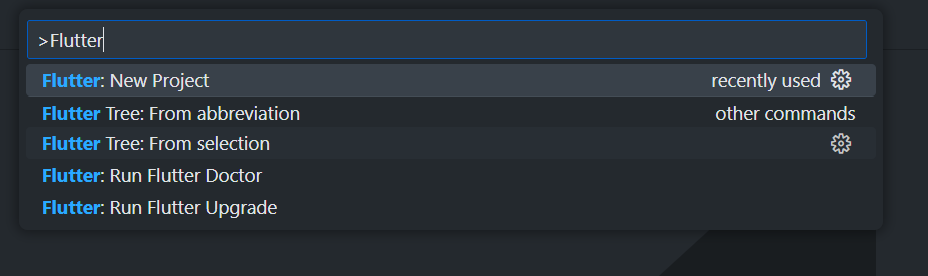 >Flutter
Flutter: New Project recently used
Flutter Tree: From abbreviation other commands
Flutter Tree: From selection
Flutter: Run Flutter Doctor
Flutter: Run Flutter Upgrade